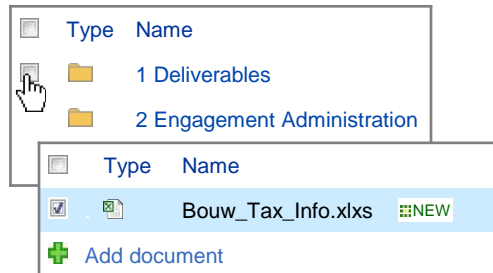 Type Name
1 Deliverables
2 Engagement Administration
Type Name
Bouw_Tax_Info.xlxs NEW
Add document